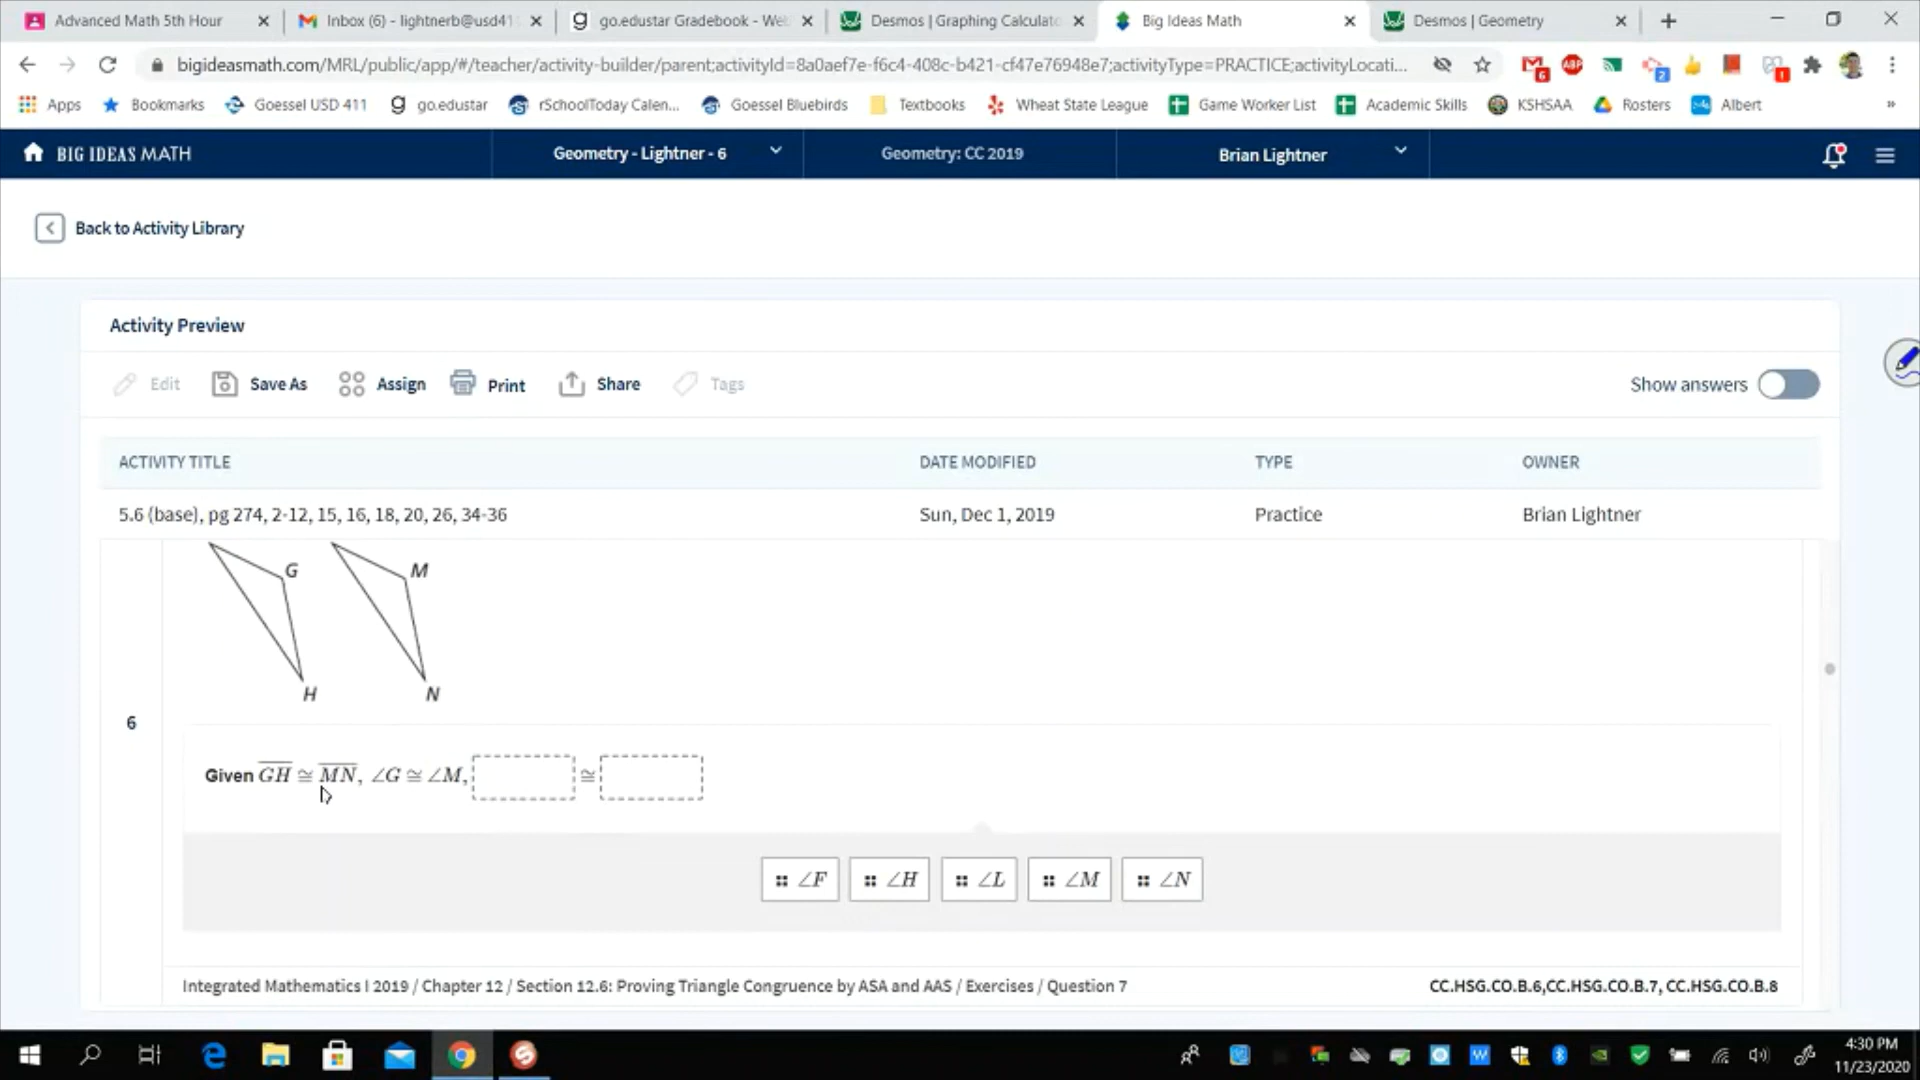 Advanced Math 5th Hour
Inbox (6) - lightnerb@usd41
go.edustar Gradebook - Web
Desmos | Graphing Calculato
Big Ideas Math
Desmos | Geometry
bigideasmath.com/MRL/public/app/#/teacher/activity-builder/parent;activityId=8a0aef7e-f6c4-408c-b421-cf47e76948e7;activityType=PRACTICE;activityLocati...
6 ABP 2 1
Apps Bookmarks Goessel USD 411 go.edustar rSchoolToday Calen... Goessel Bluebirds Textbooks Wheat State League Game Worker List Academic Skills KSHSAA Rosters Albert »
BIG IDEAS MATH Geometry - Lightner - 6 Geometry: CC 2019 Brian Lightner
Back to Activity Library
Activity Preview
Edit Save As Assign Print Share Tags Show answers
ACTIVITY TITLE DATE MODIFIED TYPE OWNER
5.6 (base), pg 274, 2-12, 15, 16, 18, 20, 26, 34-36 Sun, Dec 1, 2019 Practice Brian Lightner
G M
H N
6
Given GH ≅ MN, ∠G ≅ ∠M, ≅
∠F ∠H ∠L ∠M ∠N
Integrated Mathematics I 2019 / Chapter 12 / Section 12.6: Proving Triangle Congruence by ASA and AAS / Exercises / Question 7 CC.HSG.CO.B.6,CC.HSG.CO.B.7, CC.HSG.CO.B.8
4:30 PM
11/23/2020